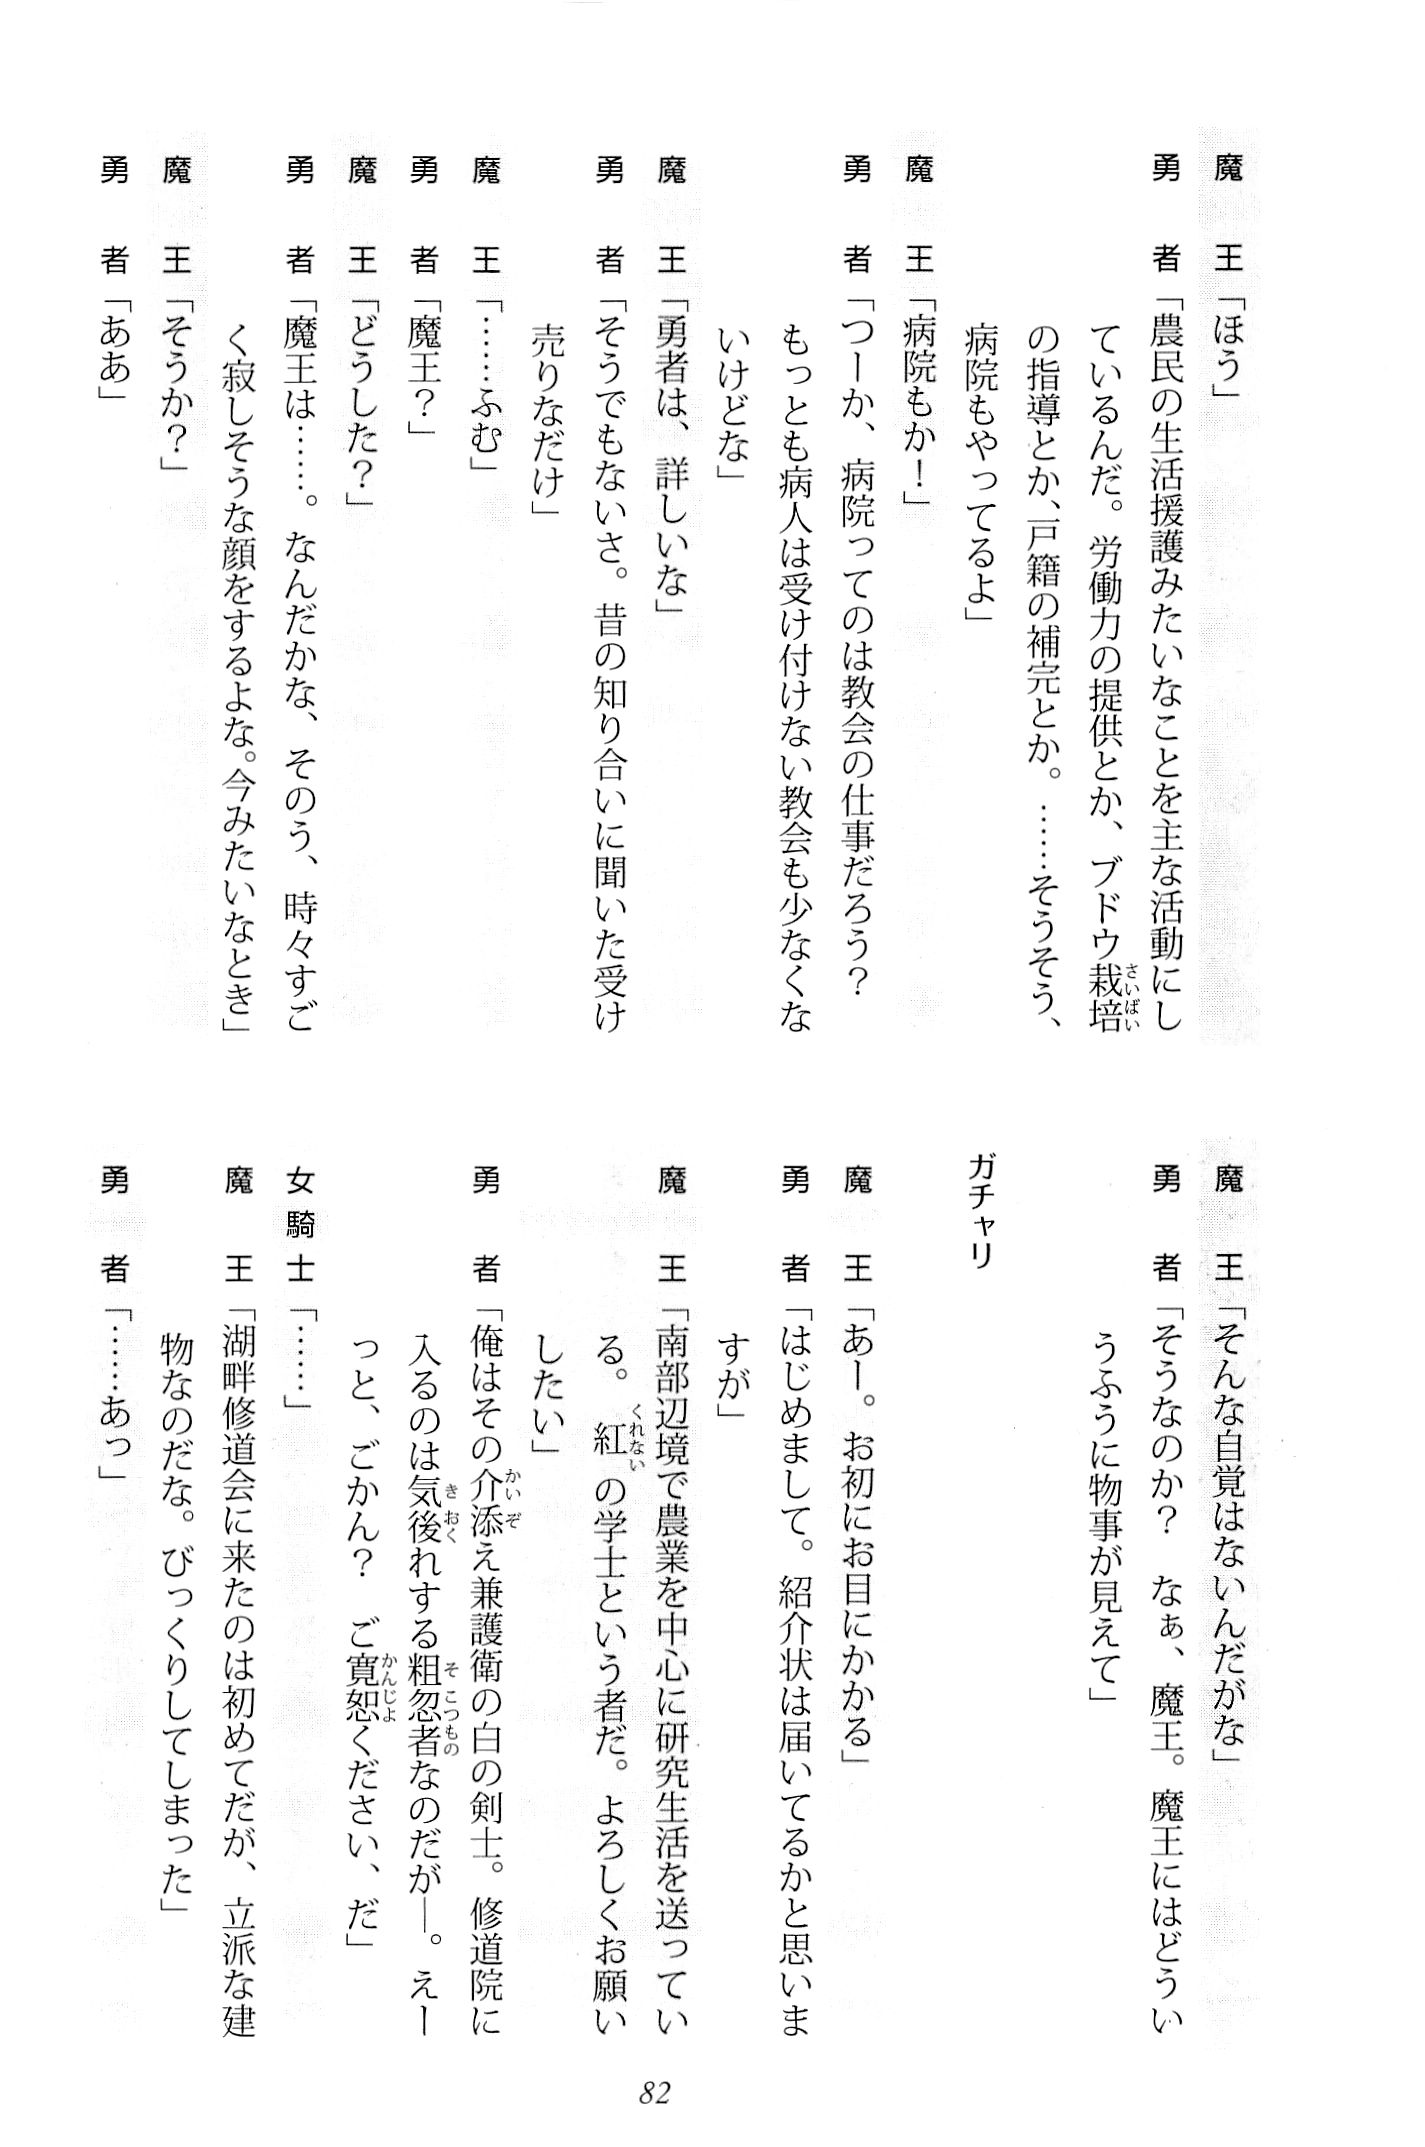 魔王「ほう」
勇者「農民の生活援護みたいなことを主な活動にし
ているんだ。労働力の提供とか、ブドウ栽培
の指導とか、戸籍の補完とか。……そうそう、
病院もやってるよ」
魔王「病院もか！」
勇者「つーか、病院ってのは教会の仕事だろう？
もっとも病人は受け付けない教会も少なくな
いけどな」
魔王「勇者は、詳しいな」
勇者「そうでもないさ。昔の知り合いに聞いた受け
売りなだけ」
魔王「……ふむ」
勇者「魔王？」
魔王「どうした？」
勇者「魔王は……。なんだかな、そのう、時々すご
く寂しそうな顔をするよな。今みたいなとき」
魔王「そうか？」
勇者「ああ」
魔王「そんな自覚はないんだがな」
勇者「そうなのか？　なぁ、魔王。魔王にはどうい
うふうに物事が見えて」
ガチャリ
魔王「あー。お初にお目にかかる」
勇者「はじめまして。紹介状は届いてるかと思いま
すが」
魔王「南部辺境で農業を中心に研究生活を送ってい
る。紅の学士という者だ。よろしくお願い
したい」
勇者「俺はその介添え兼護衛の白の剣士。修道院に
入るのは気後れする粗忽者なのだが―。えー
っと、ごかん？　ご寛恕ください、だ」
女騎士「……」
魔王「湖畔修道会に来たのは初めてだが、立派な建
物なのだな。びっくりしてしまった」
勇者「……あっ」
82